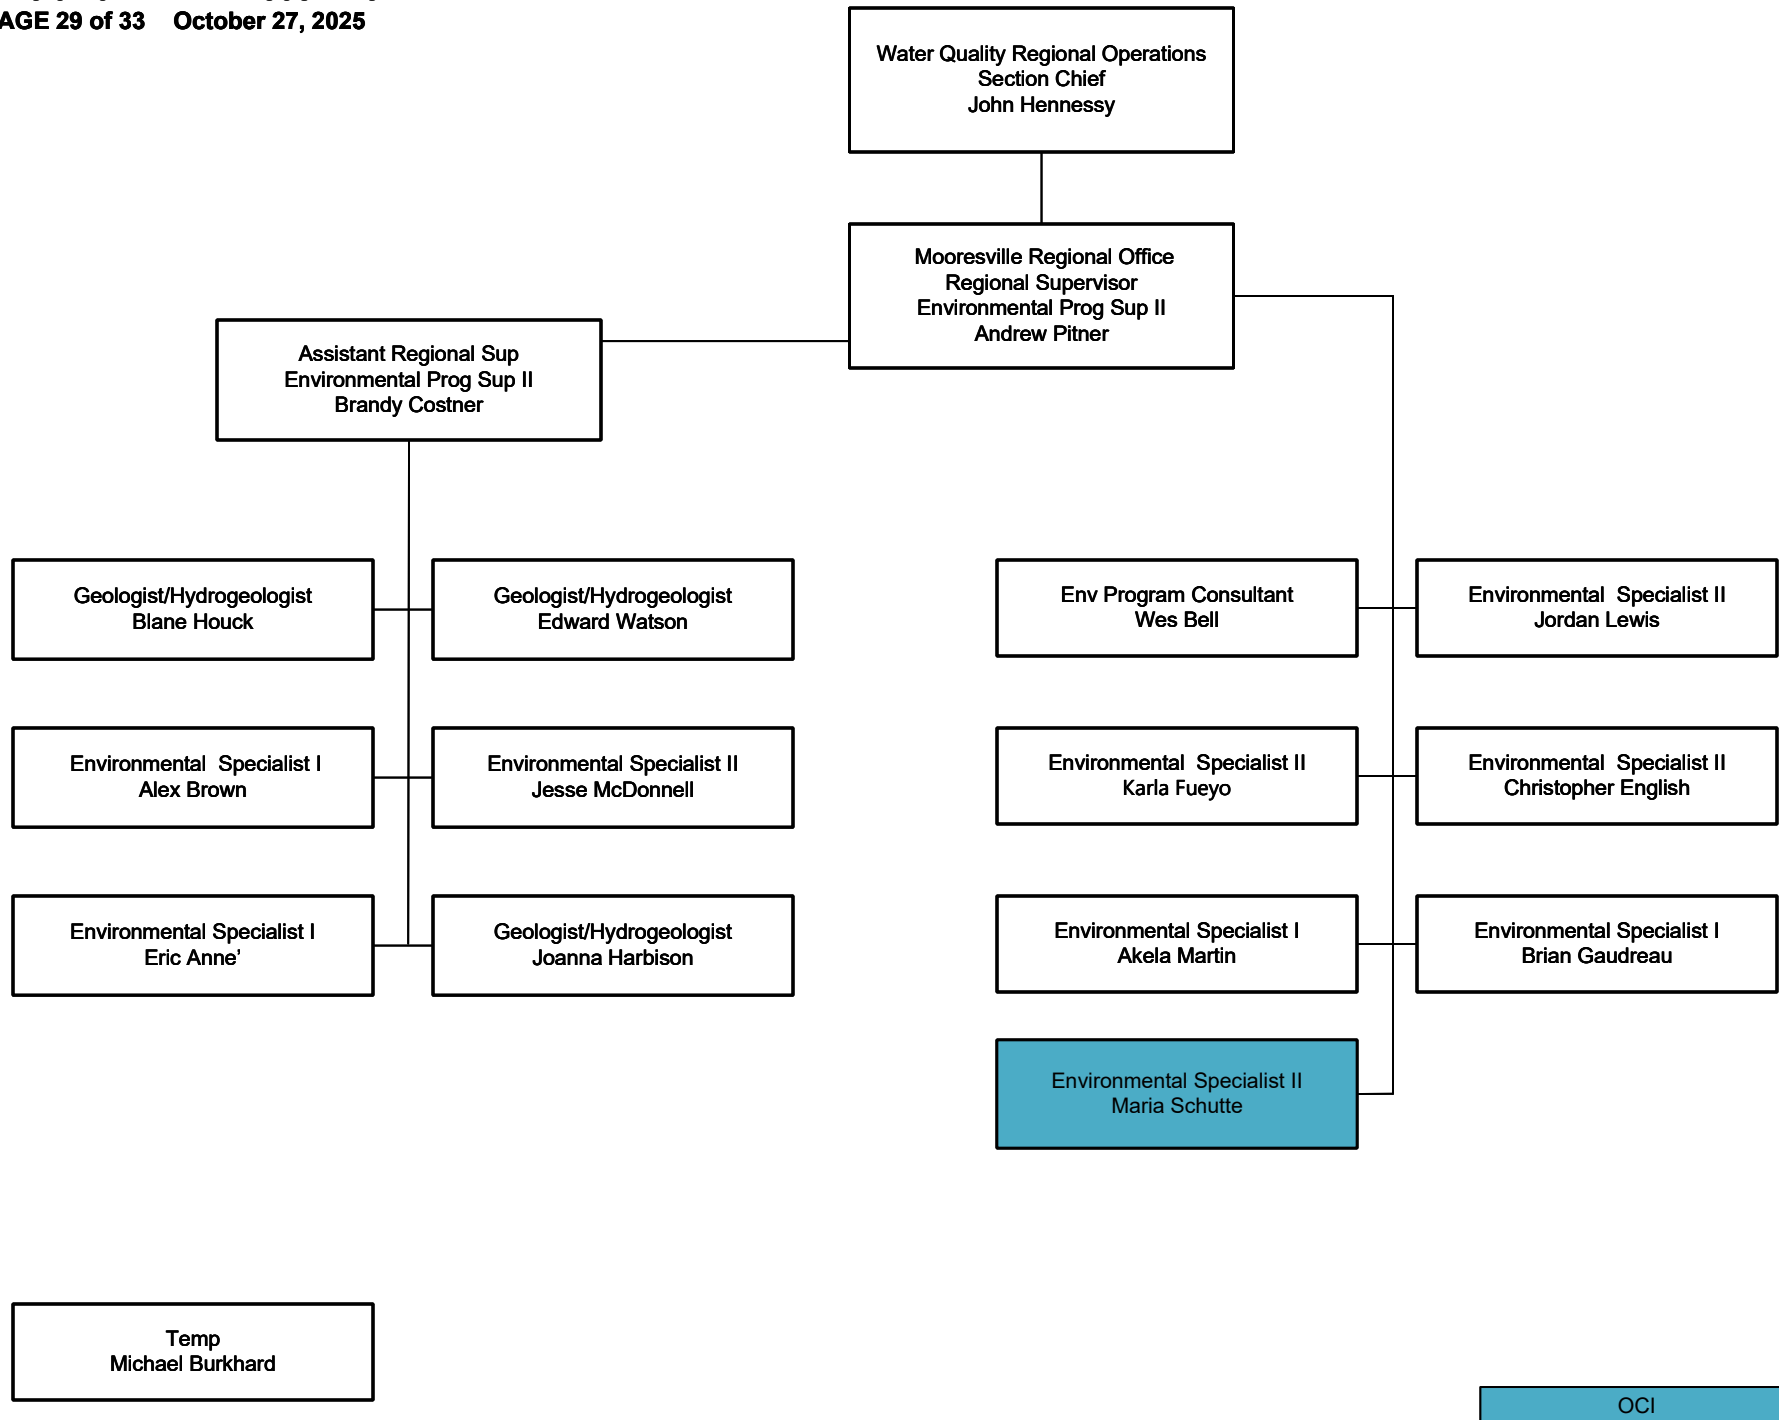 AGE 29 of 33    October 27, 2025
Water Quality Regional Operations
Section Chief
John Hennessy
Mooresville Regional Office
Regional Supervisor
Environmental Prog Sup II
Andrew Pitner
Assistant Regional Sup
Environmental Prog Sup II
Brandy Costner
Geologist/Hydrogeologist
Blane Houck
Geologist/Hydrogeologist
Edward Watson
Env Program Consultant
Wes Bell
Environmental  Specialist II
Jordan Lewis
Environmental  Specialist I
Alex Brown
Environmental Specialist II
Jesse McDonnell
Environmental  Specialist II
Karla Fueyo
Environmental  Specialist II
Christopher English
Environmental Specialist I
Eric Anne’
Geologist/Hydrogeologist
Joanna Harbison
Environmental Specialist I
Akela Martin
Environmental Specialist I
Brian Gaudreau
Environmental Specialist II
Maria Schutte
Temp
Michael Burkhard
OCI